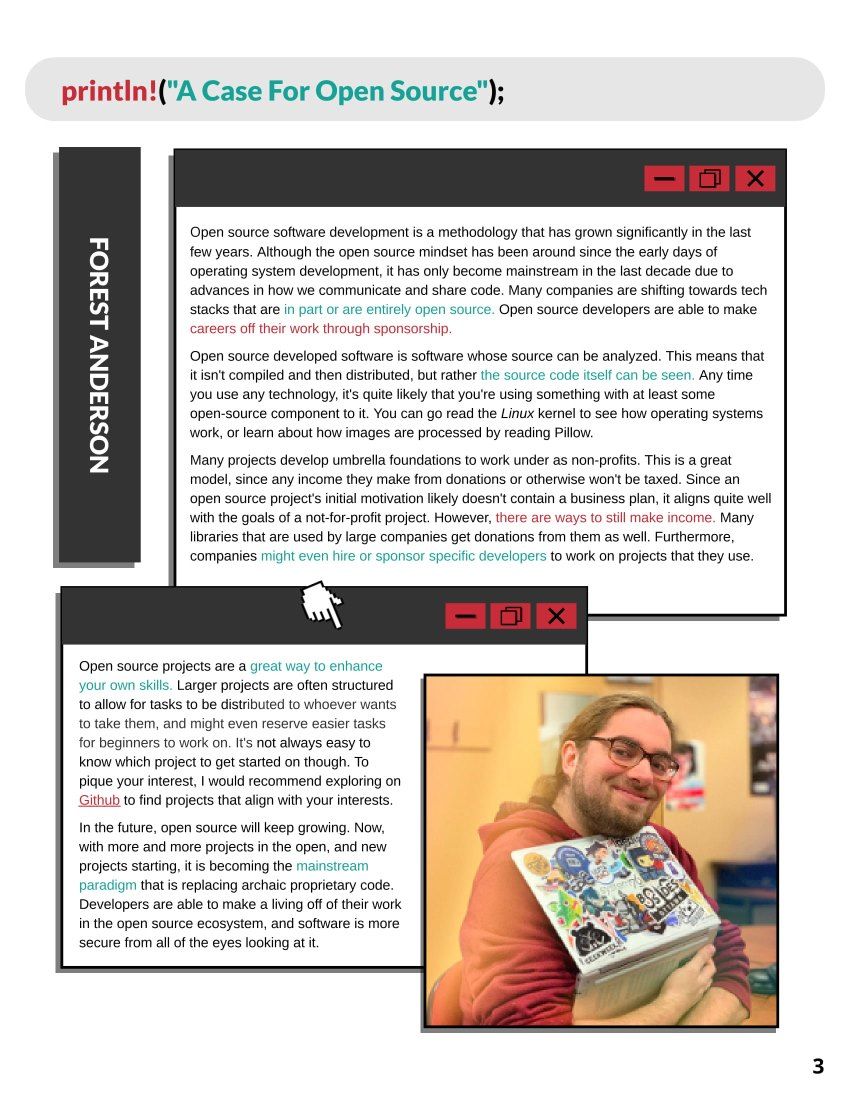 println!("A Case For Open Source");
FOREST ANDERSON
Open source software development is a methodology that has grown significantly in the last
few years. Although the open source mindset has been around since the early days of
operating system development, it has only become mainstream in the last decade due to
advances in how we communicate and share code. Many companies are shifting towards tech
stacks that are in part or are entirely open source. Open source developers are able to make
careers off their work through sponsorship.
Open source developed software is software whose source can be analyzed. This means that
it isn't compiled and then distributed, but rather the source code itself can be seen. Any time
you use any technology, it's quite likely that you're using something with at least some
open-source component to it. You can go read the Linux kernel to see how operating systems
work, or learn about how images are processed by reading Pillow.
Many projects develop umbrella foundations to work under as non-profits. This is a great
model, since any income they make from donations or otherwise won't be taxed. Since an
open source project's initial motivation likely doesn't contain a business plan, it aligns quite well
with the goals of a not-for-profit project. However, there are ways to still make income. Many
libraries that are used by large companies get donations from them as well. Furthermore,
companies might even hire or sponsor specific developers to work on projects that they use.
Open source projects are a great way to enhance
your own skills. Larger projects are often structured
to allow for tasks to be distributed to whoever wants
to take them, and might even reserve easier tasks
for beginners to work on. It's not always easy to
know which project to get started on though. To
pique your interest, I would recommend exploring on
Github to find projects that align with your interests.
In the future, open source will keep growing. Now,
with more and more projects in the open, and new
projects starting, it is becoming the mainstream
paradigm that is replacing archaic proprietary code.
Developers are able to make a living off of their work
in the open source ecosystem, and software is more
secure from all of the eyes looking at it.
GEEKWEEK
3